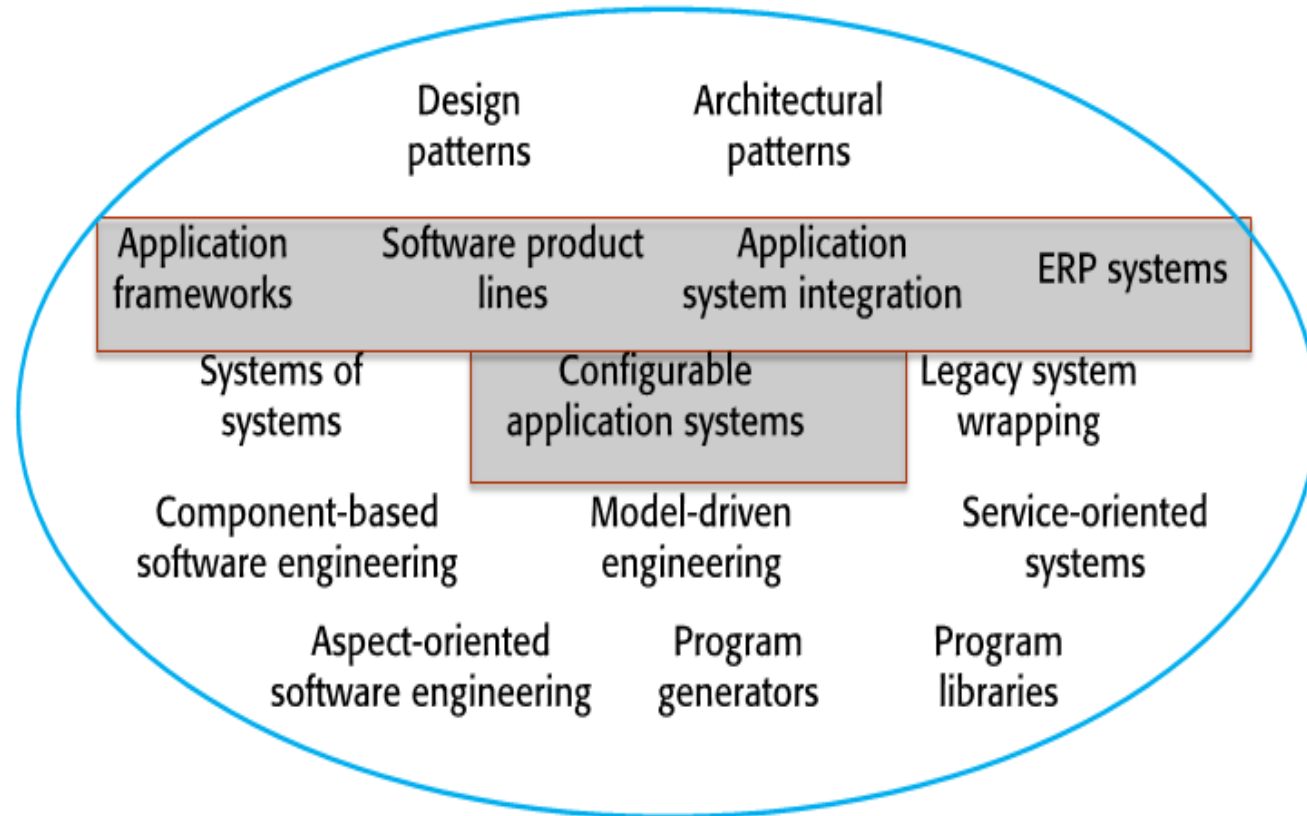 Design
patterns
Architectural
patterns
Application
frameworks
Software product
lines
Application
system integration
ERP systems
Systems of
systems
Configurable
application systems
Legacy system
wrapping
Component-based
software engineering
Model-driven
engineering
Service-oriented
systems
Aspect-oriented
software engineering
Program
generators
Program
libraries